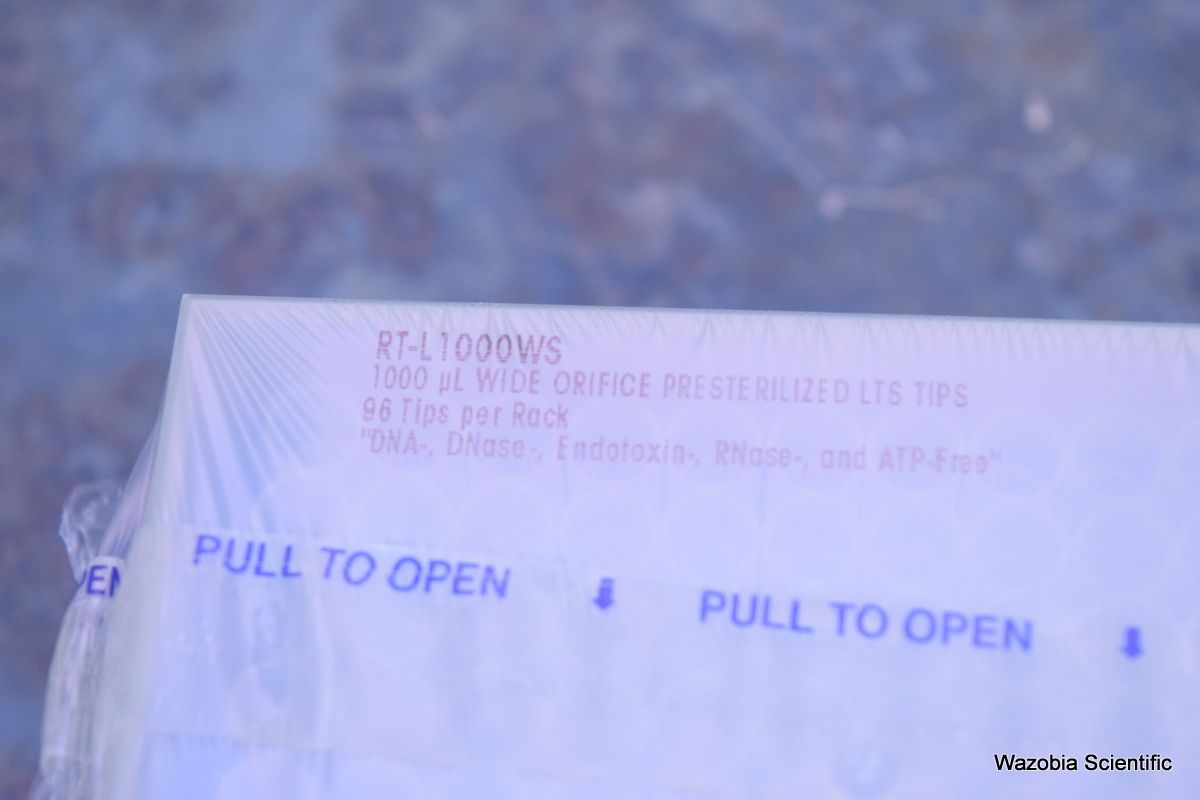 RT-L1000WS
1000 µL WIDE ORIFICE PRESTERILIZED LTS TIPS
96 Tips per Rack
"DNA-, DNase-, Endotoxin-, RNase-, and ATP-Free"
PULL TO OPEN ⬇ PULL TO OPEN ⬇
PEN
Wazobia Scientific